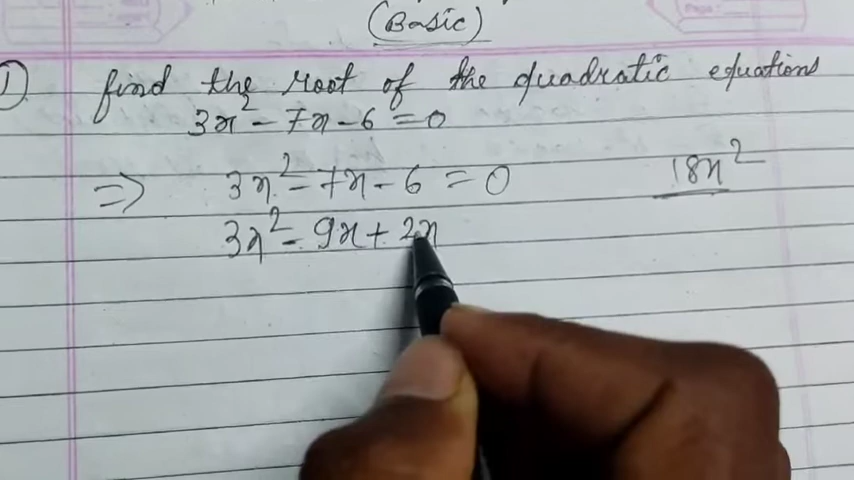 (Basic)
1) find the root of the quadratic equations
3x² - 7x - 6 = 0
=> 3x² - 7x - 6 = 0 18x²
3x² - 9x + 2x